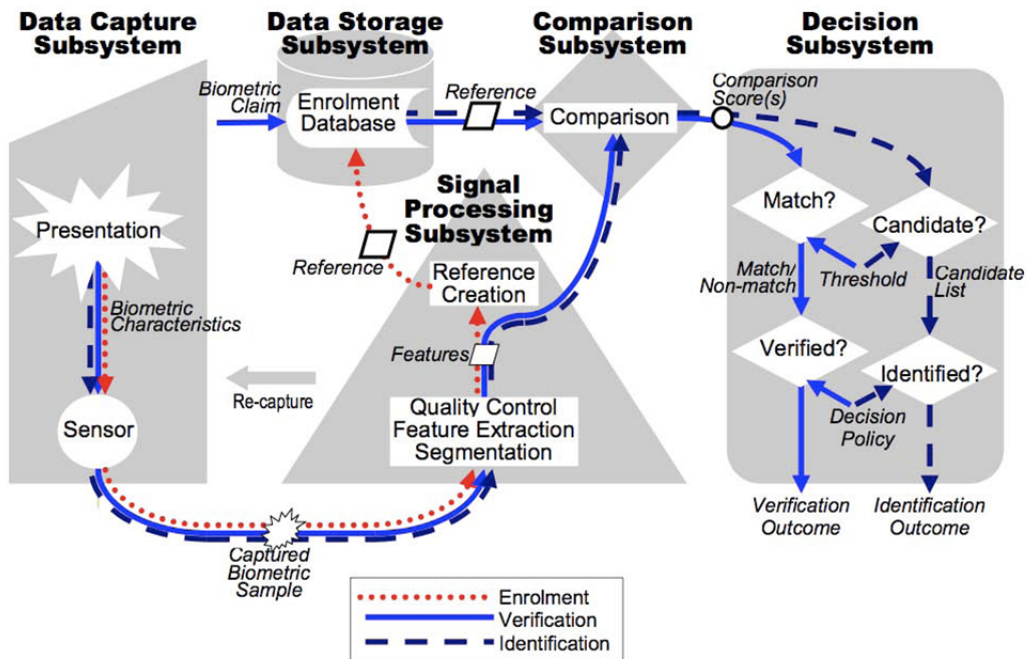 Data Capture
Subsystem
Data Storage
Subsystem
Comparison
Subsystem
Decision
Subsystem
Biometric
Claim
Enrolment
Database
Reference
Comparison
Comparison
Score(s)
Presentation
Signal
Processing
Subsystem
Match?
Candidate?
Reference
Reference
Creation
Match/
Non-match
Threshold
Candidate
List
Biometric
Characteristics
Features
Verified?
Identified?
Re-capture
Sensor
Quality Control
Feature Extraction
Segmentation
Decision
Policy
Verification
Outcome
Identification
Outcome
Captured
Biometric
Sample
Enrolment
Verification
Identification